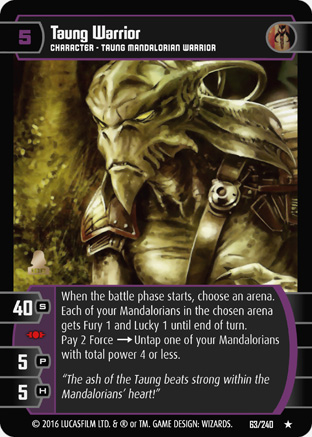 5
Taung Warrior
CHARACTER - TAUNG MANDALORIAN WARRIOR
40 S
When the battle phase starts, choose an arena.
Each of your Mandalorians in the chosen arena
gets Fury 1 and Lucky 1 until end of turn.
5 P
Pay 2 Force → Untap one of your Mandalorians
with total power 4 or less.
5 H
“The ash of the Taung beats strong within the
Mandalorians’ heart!”
© 2016 LUCASFILM LTD. & ® or TM. GAME DESIGN: WIZARDS. 63/240 ★